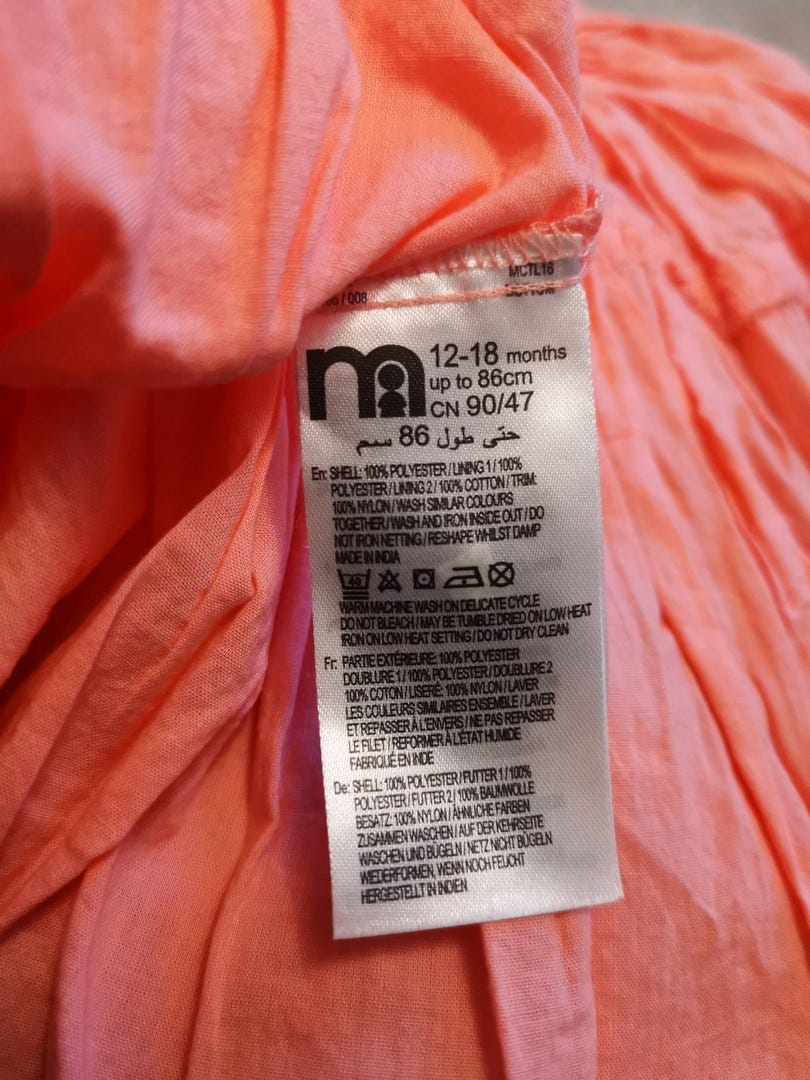 MCTL18
/ 008
m 12-18 months
up to 86cm
CN 90/47
حتى طول 86 سم
En: SHELL: 100% POLYESTER / LINING 1 / 100%
POLYESTER / LINING 2 / 100% COTTON / TRIM:
100% NYLON / WASH SIMILAR COLOURS
TOGETHER / WASH AND IRON INSIDE OUT / DO
NOT IRON NETTING / RESHAPE WHILST DAMP
MADE IN INDIA
40
WARM MACHINE WASH ON DELICATE CYCLE
DO NOT BLEACH / MAY BE TUMBLE DRIED ON LOW HEAT
IRON ON LOW HEAT SETTING / DO NOT DRY CLEAN
Fr: PARTIE EXTÉRIEURE: 100% POLYESTER
DOUBLURE 1 / 100% POLYESTER / DOUBLURE 2
100% COTON / LISERÉ: 100% NYLON / LAVER
LES COULEURS SIMILAIRES ENSEMBLE / LAVER
ET REPASSER À L'ENVERS / NE PAS REPASSER
LE FILET / REFORMER À L'ÉTAT HUMIDE
FABRIQUÉ EN INDE
De: SHELL: 100% POLYESTER / FUTTER 1 / 100%
POLYESTER / FUTTER 2 / 100% BAUMWOLLE
BESATZ: 100% NYLON / ÄHNLICHE FARBEN
ZUSAMMEN WASCHEN / AUF DER KEHRSEITE
WASCHEN UND BÜGELN / NETZ NICHT BÜGELN
WIEDERFORMEN, WENN NOCH FEUCHT
HERGESTELLT IN INDIEN